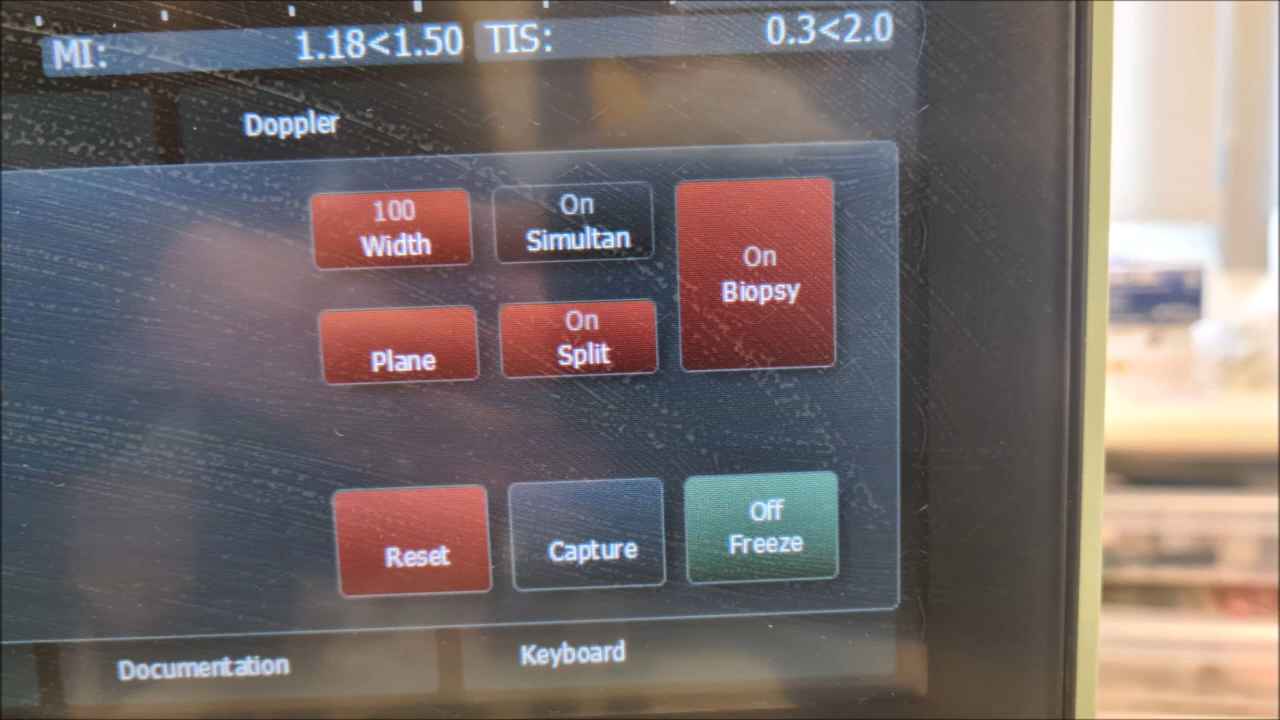 MI: 1.18<1.50 TIS: 0.3<2.0
Doppler
100
Width
On
Simultan
On
Biopsy
Plane
On
Split
Reset
Capture
Off
Freeze
Documentation
Keyboard